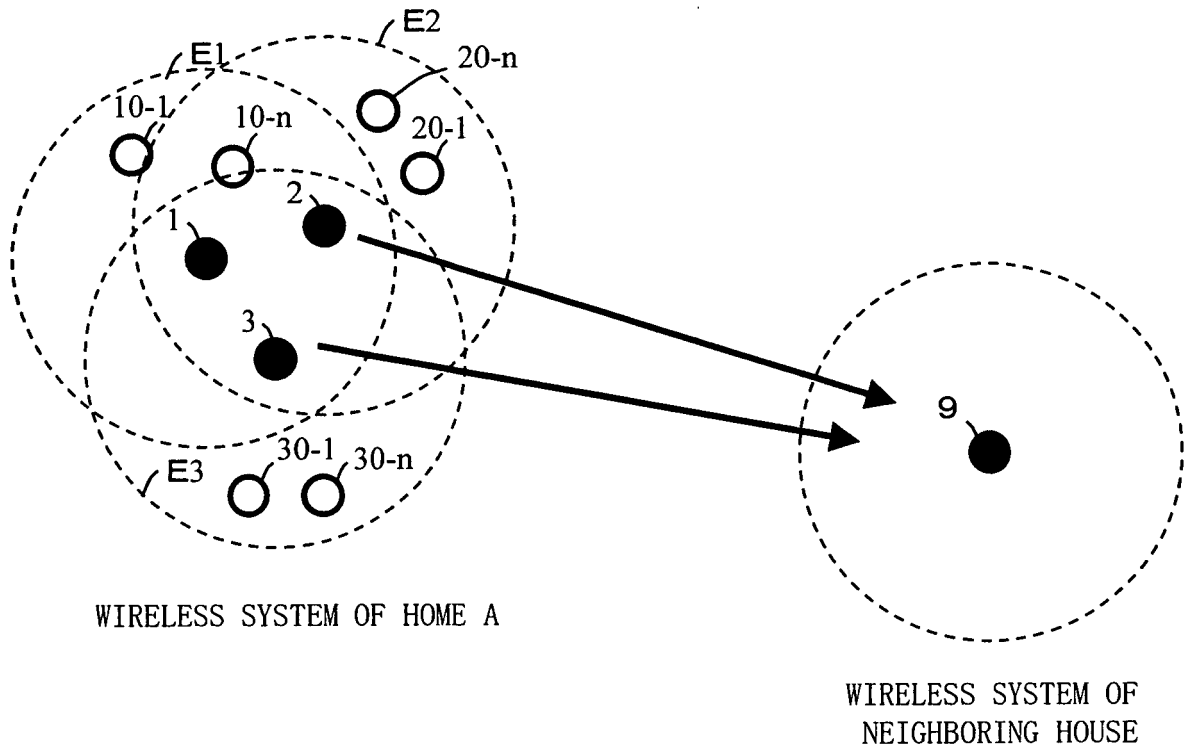 E2
E1
20-n
10-1
10-n
20-1
2
1
3
9
30-1
30-n
E3
WIRELESS SYSTEM OF HOME A
WIRELESS SYSTEM OF
NEIGHBORING HOUSE